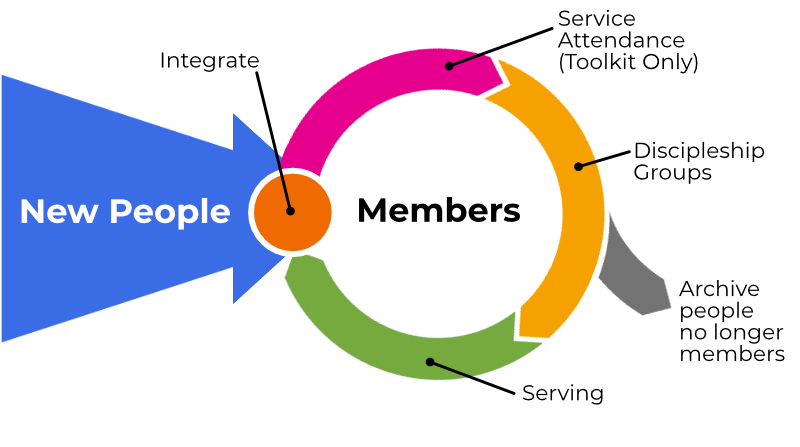 Service
Attendance
(Toolkit Only)
Integrate
Discipleship
Groups
New People
Members
Archive
people
no longer
members
Serving